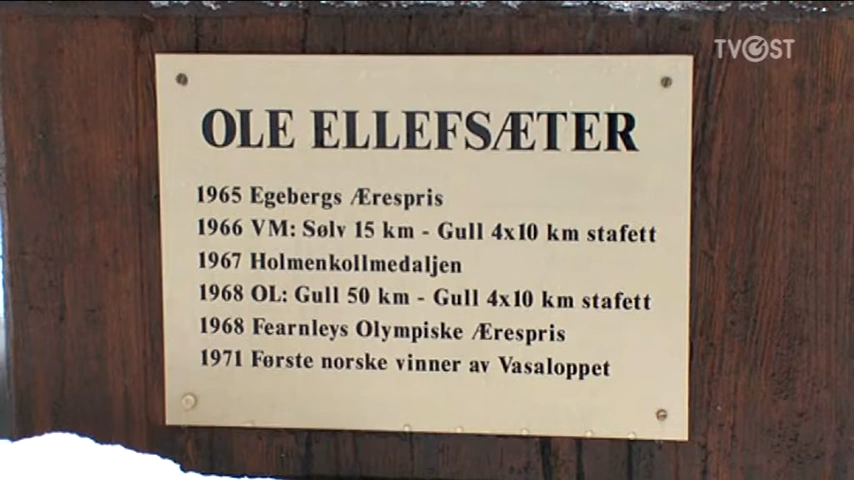 TVØST
OLE ELLEFSÆTER
1965 Egebergs Ærespris
1966 VM: Sølv 15 km - Gull 4x10 km stafett
1967 Holmenkollmedaljen
1968 OL: Gull 50 km - Gull 4x10 km stafett
1968 Fearnleys Olympiske Ærespris
1971 Første norske vinner av Vasaloppet